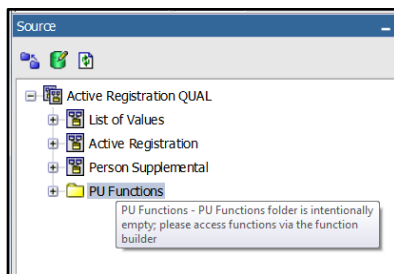 Source
Active Registration QUAL
List of Values
Active Registration
Person Supplemental
PU Functions
PU Functions - PU Functions folder is intentionally
empty; please access functions via the function
builder